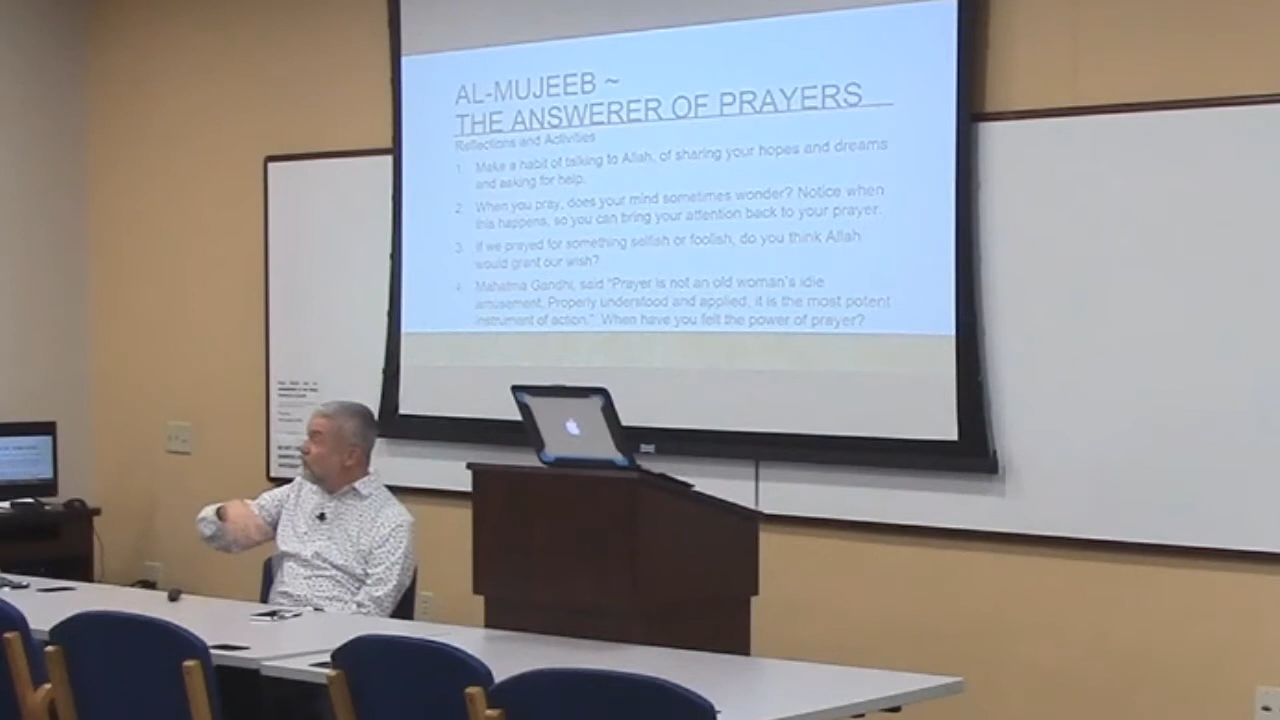 AL-MUJEEB ~
THE ANSWERER OF PRAYERS
Reflections and Activities
1. Make a habit of talking to Allah, of sharing your hopes and dreams
and asking for help.
2. When you pray, does your mind sometimes wonder? Notice when
this happens, so you can bring your attention back to your prayer.
3. If we prayed for something selfish or foolish, do you think Allah
would grant our wish?
4. Mahatma Gandhi, said "Prayer is not an old woman's idle
amusement. Properly understood and applied, it is the most potent
instrument of action." When have you felt the power of prayer?